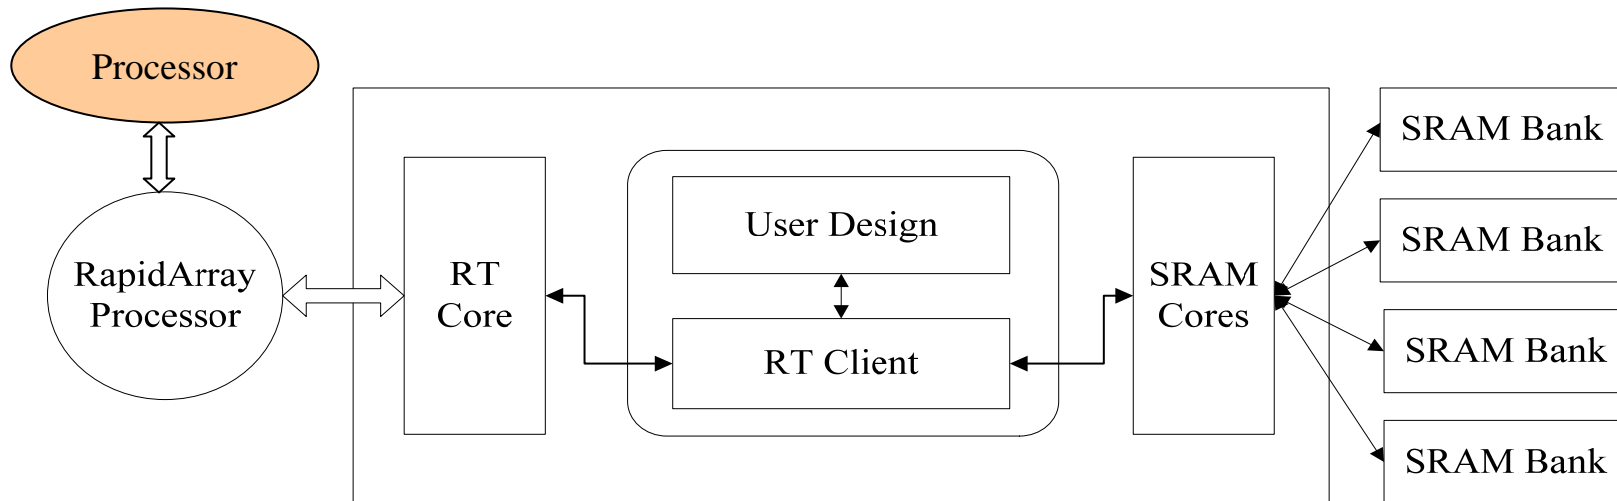 Processor
RapidArray
Processor
RT
Core
User Design
RT Client
SRAM
Cores
SRAM Bank
SRAM Bank
SRAM Bank
SRAM Bank